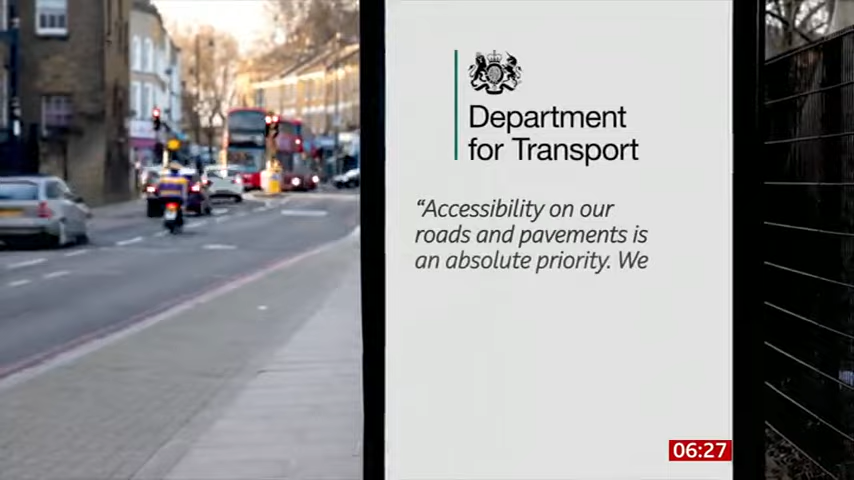 Department
for Transport
“Accessibility on our
roads and pavements is
an absolute priority. We
06:27